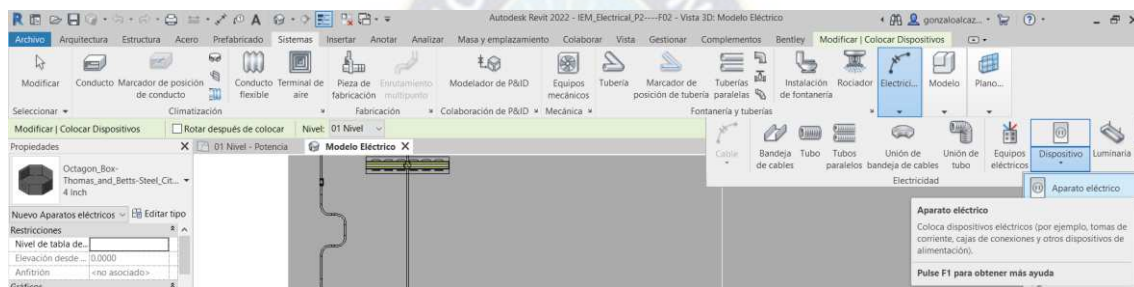 Autodesk Revit 2022 - IEM_Electrical_P2----F02 - Vista 3D: Modelo Eléctrico
gonzaloalcaz...
Archivo Arquitectura Estructura Acero Prefabricado Sistemas Insertar Anotar Analizar Masa y emplazamiento Colaborar Vista Gestionar Complementos Bentley Modificar | Colocar Dispositivos
Modificar Conducto Marcador de posición de conducto Conducto flexible Terminal de aire Pieza de fabricación Enrutamiento multipunto Modelador de P&ID Equipos mecánicos Tubería Marcador de posición de tubería Tuberías paralelas Instalación de fontanería Rociador Electrici... Modelo Plano...
Seleccionar Climatización Fabricación Colaboración de P&ID Mecánica Fontanería y tuberías
Modificar | Colocar Dispositivos Rotar después de colocar Nivel: 01 Nivel
Cable Bandeja de cables Tubo Tubos paralelos Unión de bandeja de cables Unión de tubo Equipos eléctricos Dispositivo Luminaria
Electricidad
Propiedades X 01 Nivel - Potencia Modelo Eléctrico X
Octagon_Box-
Thomas_and_Betts-Steel_Cit...
4 Inch
Nuevo Aparatos eléctricos Editar tipo
Restricciones
Nivel de tabla de...
Elevación desde ... 0.0000
Anfitrión <no asociado>
Gráficos
Aparato eléctrico
Aparato eléctrico
Coloca dispositivos eléctricos (por ejemplo, tomas de
corriente, cajas de conexiones y otros dispositivos de
alimentación).
Pulse F1 para obtener más ayuda